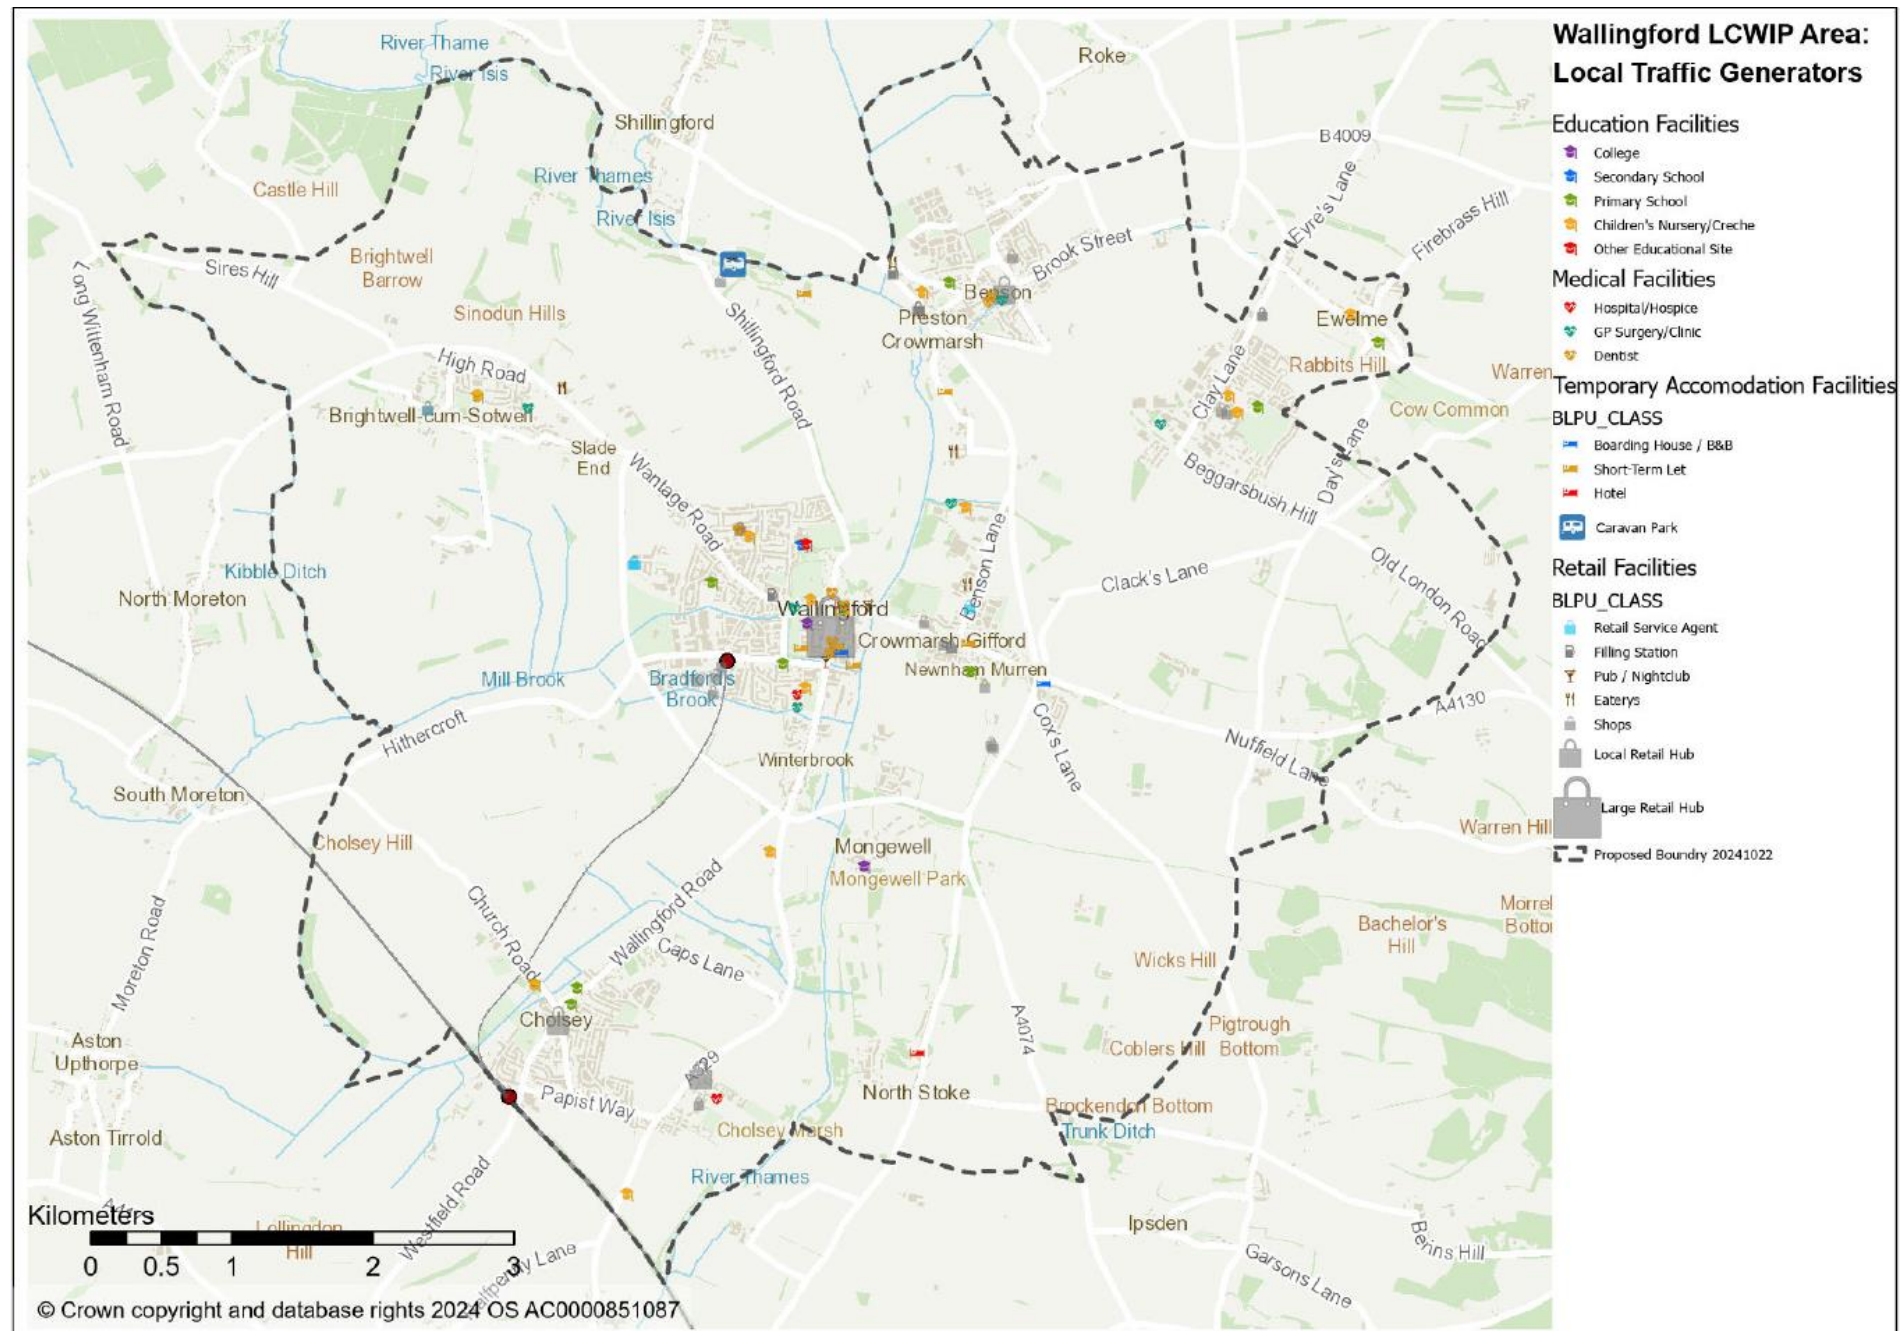 Wallingford LCWIP Area:
Local Traffic Generators
Education Facilities
College
Secondary School
Primary School
Children's Nursery/Creche
Other Educational Site
Medical Facilities
Hospital/Hospice
GP Surgery/Clinic
Dentist
Temporary Accomodation Facilities
BLPU_CLASS
Boarding House / B&B
Short-Term Let
Hotel
Caravan Park
Retail Facilities
BLPU_CLASS
Retail Service Agent
Filling Station
Pub / Nightclub
Eaterys
Shops
Local Retail Hub
Large Retail Hub
Proposed Boundry 20241022
River Thame
River Isis
Roke
Shillingford
B4009
Castle Hill
River Thames
River Isis
Eyre's Lane
Firebrass Hill
Brook Street
Brightwell
Barrow
Sires Hill
Long Wittenham Road
Sinodun Hills
Benson
Preston
Crowmarsh
Shillingford Road
Ewelme
Rabbits Hill
Warren
High Road
Brightwell-cum-Sotwell
Clay Lane
Cow Common
Slade
End
Wantage Road
Beggarsbush Hill
Day's Lane
Benson Lane
Old London Road
Kibble Ditch
North Moreton
Clack's Lane
Wallingford
Crowmarsh Gifford
Newnham Murren
Mill Brook
Bradford's
Brook
Hithercroft
Cox's Lane
A4130
Nuffield Lane
Winterbrook
South Moreton
Cholsey Hill
Warren Hill
Mongewell
Mongewell Park
Church Road
Wallingford Road
Caps Lane
Moreton Road
Bachelor's
Hill
Wicks Hill
A4074
Cholsey
Pigtrough
Bottom
Coblers Hill
Aston
Upthorpe
North Stoke
Papist Way
Brockendon Bottom
Trunk Ditch
Cholsey Marsh
Aston Tirrold
River Thames
Westfield Road
Ipsden
Lollingdon
Hill
Garsons Lane
Berins Hill
Kilometers
0 0.5 1 2 3
© Crown copyright and database rights 2024 OS AC0000851087